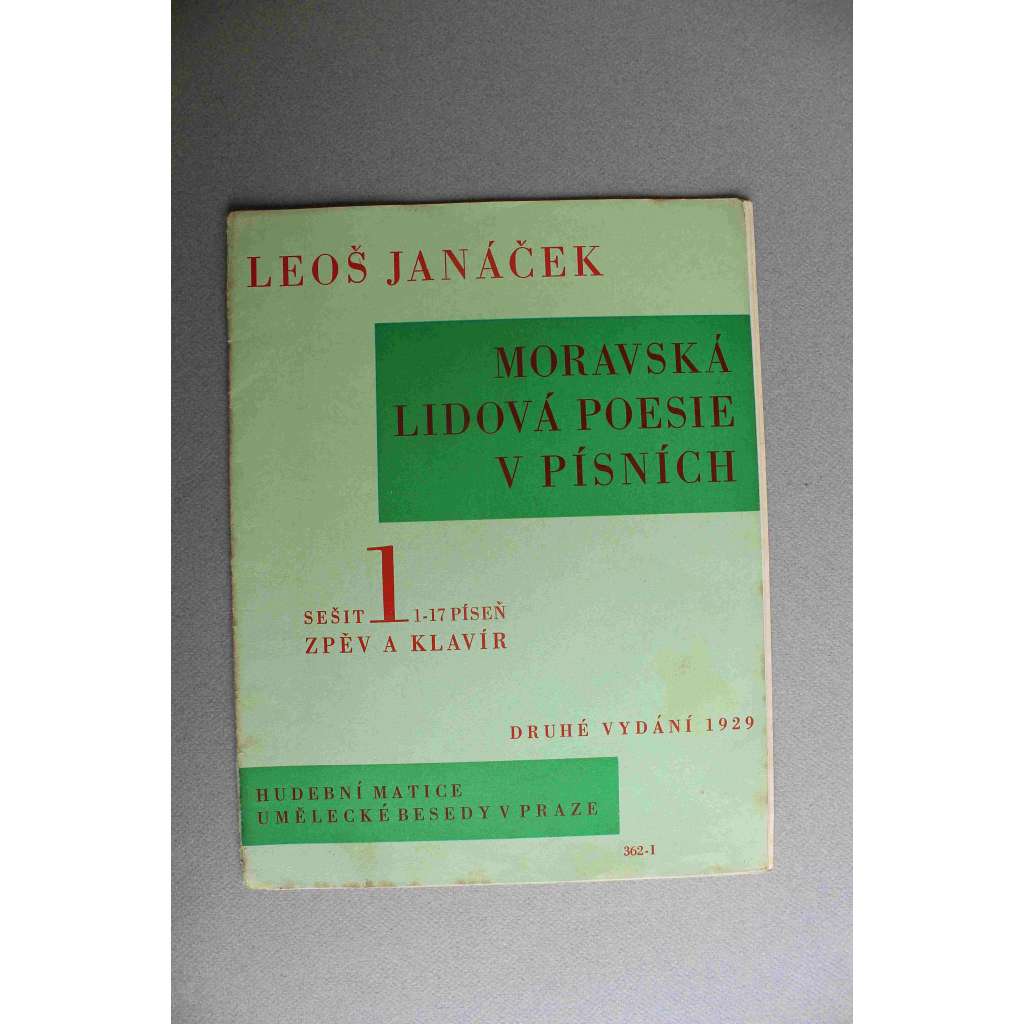 LEOŠ JANÁČEK
MORAVSKÁ
LIDOVÁ POESIE
V PÍSNÍCH
SEŠIT 1 1-17 PÍSEŇ
ZPĚV A KLAVÍR
DRUHÉ VYDÁNÍ 1929
HUDEBNÍ MATICE
UMĚLECKÉ BESEDY V PRAZE
362-I